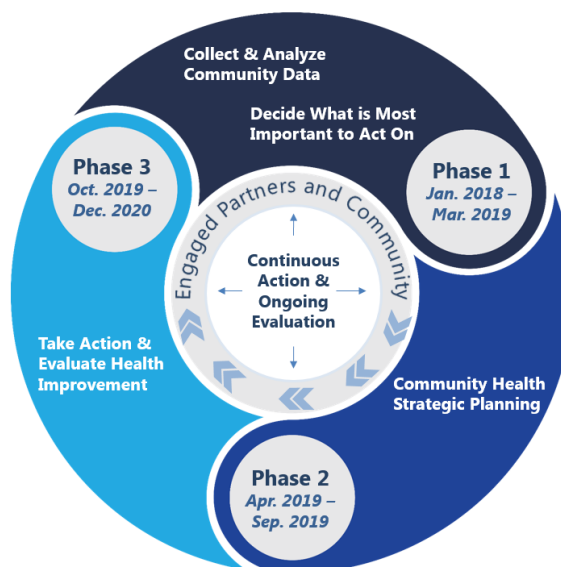 Collect & Analyze
Community Data
Decide What is Most
Important to Act On
Phase 1
Jan. 2018 –
Mar. 2019
Phase 3
Oct. 2019 –
Dec. 2020
Engaged Partners and Community
Continuous
Action &
Ongoing
Evaluation
Take Action &
Evaluate Health
Improvement
Community Health
Strategic Planning
Phase 2
Apr. 2019 –
Sep. 2019